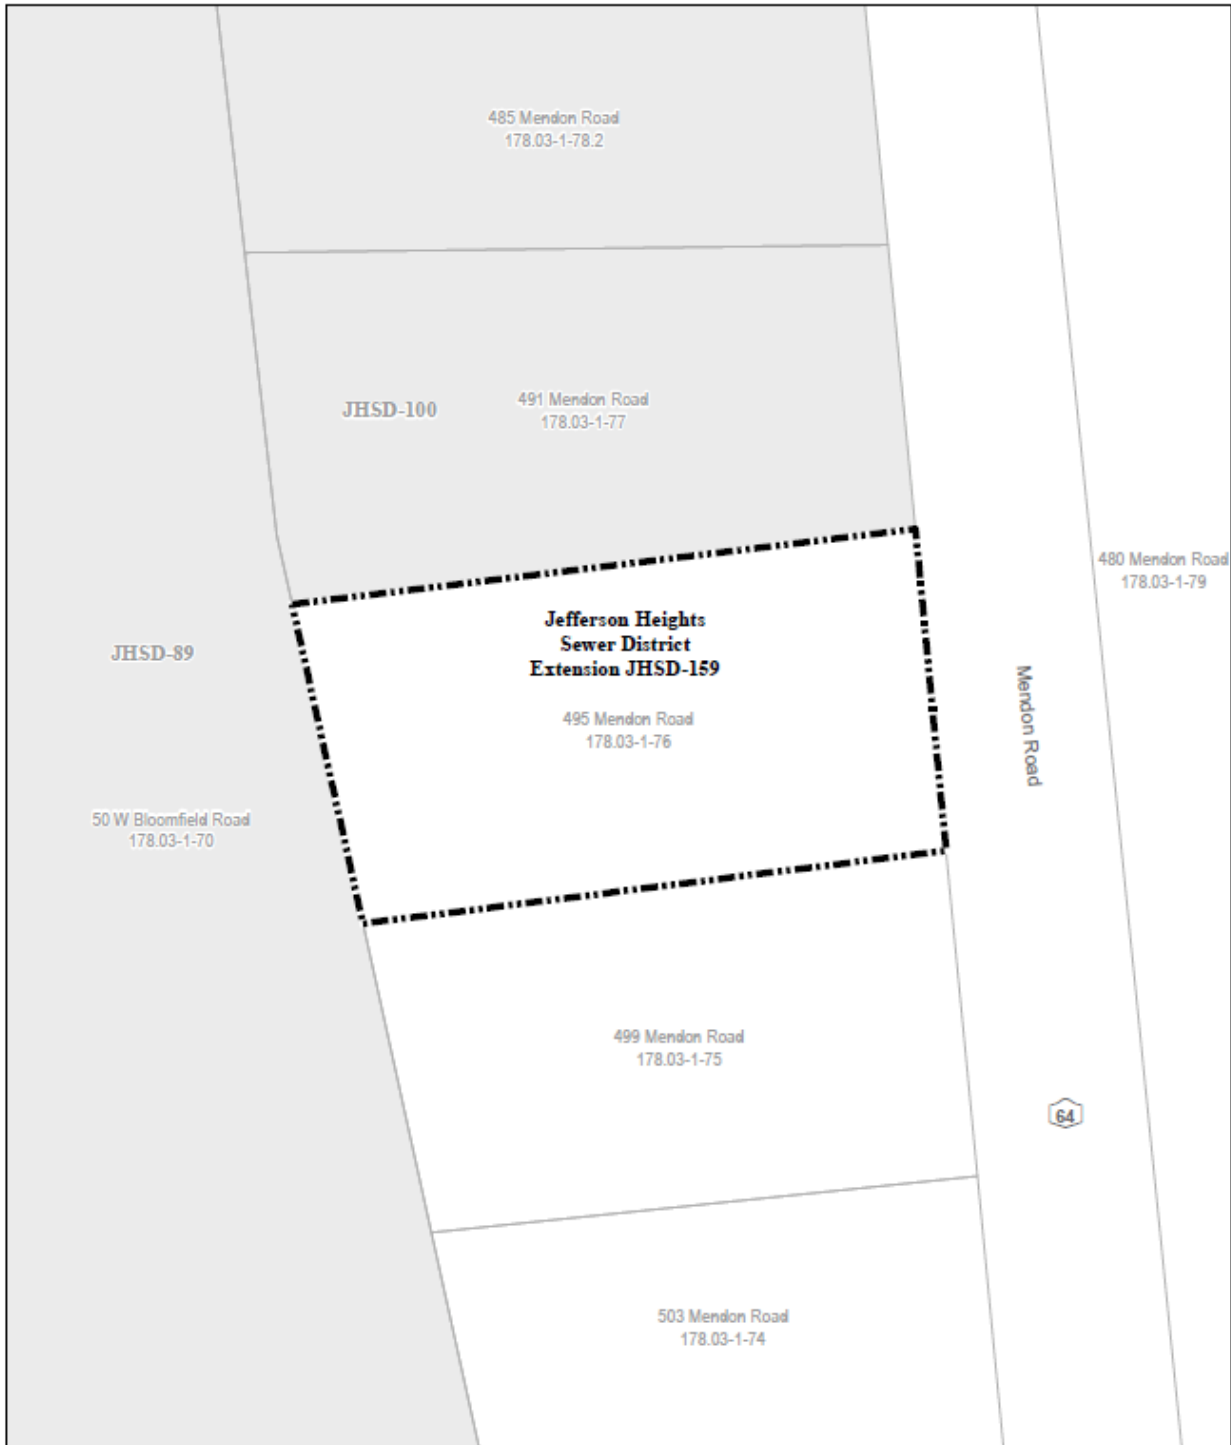 485 Mendon Road
178.03-1-78.2
JHSD-100
491 Mendon Road
178.03-1-77
480 Mendon Road
178.03-1-79
Jefferson Heights
Sewer District
Extension JHSD-159
JHSD-89
495 Mendon Road
178.03-1-76
Mendon Road
50 W Bloomfield Road
178.03-1-70
499 Mendon Road
178.03-1-75
64
503 Mendon Road
178.03-1-74